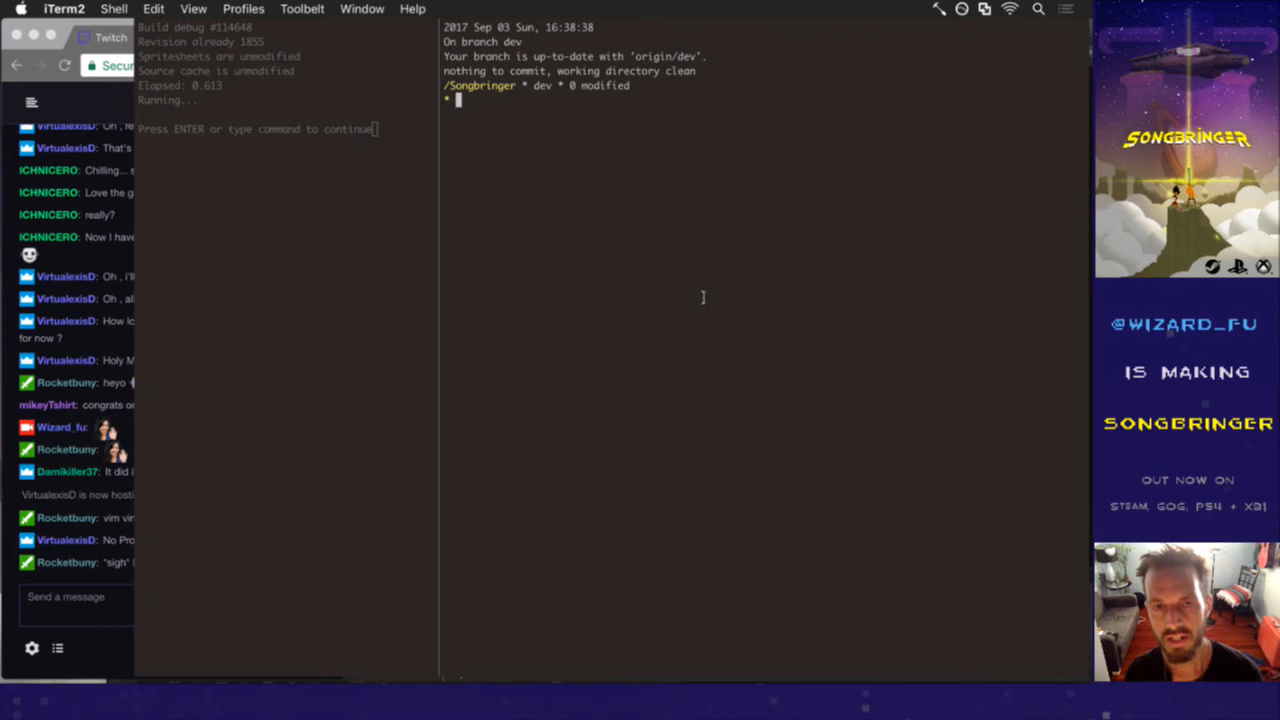 iTerm2 Shell Edit View Profiles Toolbelt Window Help
Twitch
Secur
VirtualexisD: Oh , re
VirtualexisD: That's
ICHNICERO: Chilling... s
ICHNICERO: Love the g
ICHNICERO: really?
ICHNICERO: Now I have
VirtualexisD: Oh , i'll
VirtualexisD: Oh , al
VirtualexisD: How lo
for now ?
VirtualexisD: Holy M
Rocketbuny: heyo
mikeyTshirt: congrats o
Wizard_fu:
Rocketbuny:
Damikiller37: It did i
VirtualexisD is now hosti
Rocketbuny: vim vir
VirtualexisD: No Pro
Rocketbuny: *sigh*
Send a message
Build debug #114648
Revision already 1855
Spritesheets are unmodified
Source cache is unmodified
Elapsed: 0.613
Running...
Press ENTER or type command to continue
2017 Sep 03 Sun, 16:38:38
On branch dev
Your branch is up-to-date with 'origin/dev'.
nothing to commit, working directory clean
/Songbringer * dev * 0 modified
*
SONGBRINGER
@WIZARD_FU
IS MAKING
SONGBRINGER
OUT NOW ON
STEAM, GOG, PS4 + XB1